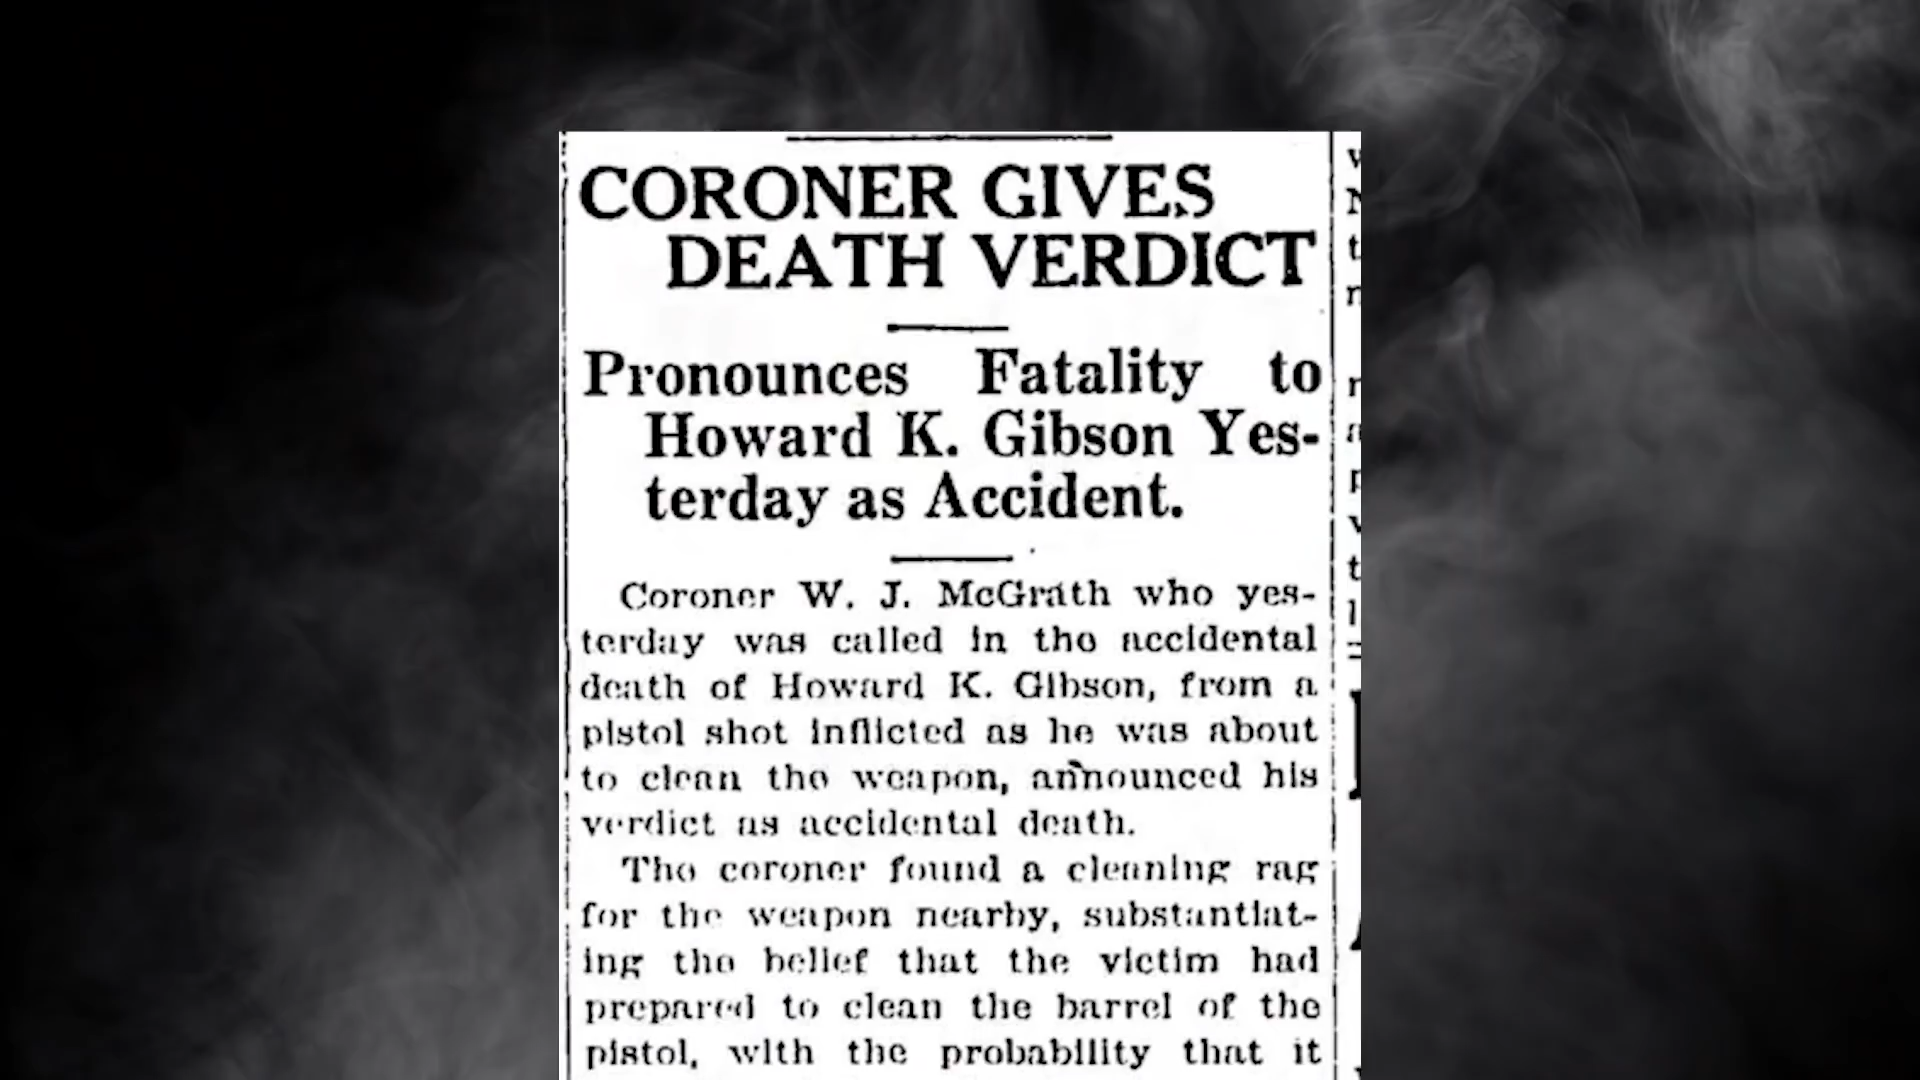 CORONER GIVES
DEATH VERDICT
Pronounces Fatality to
Howard K. Gibson Yes-
terday as Accident.
Coroner W. J. McGrath who yes-
terday was called in the accidental
death of Howard K. Gibson, from a
pistol shot inflicted as he was about
to clean the weapon, announced his
verdict as accidental death.
The coroner found a cleaning rag
for the weapon nearby, substantiat-
ing the belief that the victim had
prepared to clean the barrel of the
pistol, with the probability that it